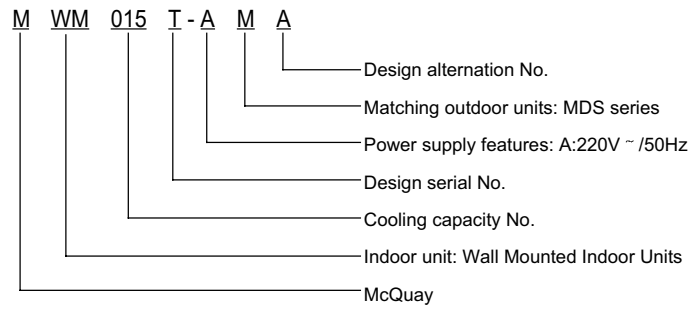 M WM 015 T - A M A
Design alternation No.
Matching outdoor units: MDS series
Power supply features: A:220V ~ /50Hz
Design serial No.
Cooling capacity No.
Indoor unit: Wall Mounted Indoor Units
McQuay